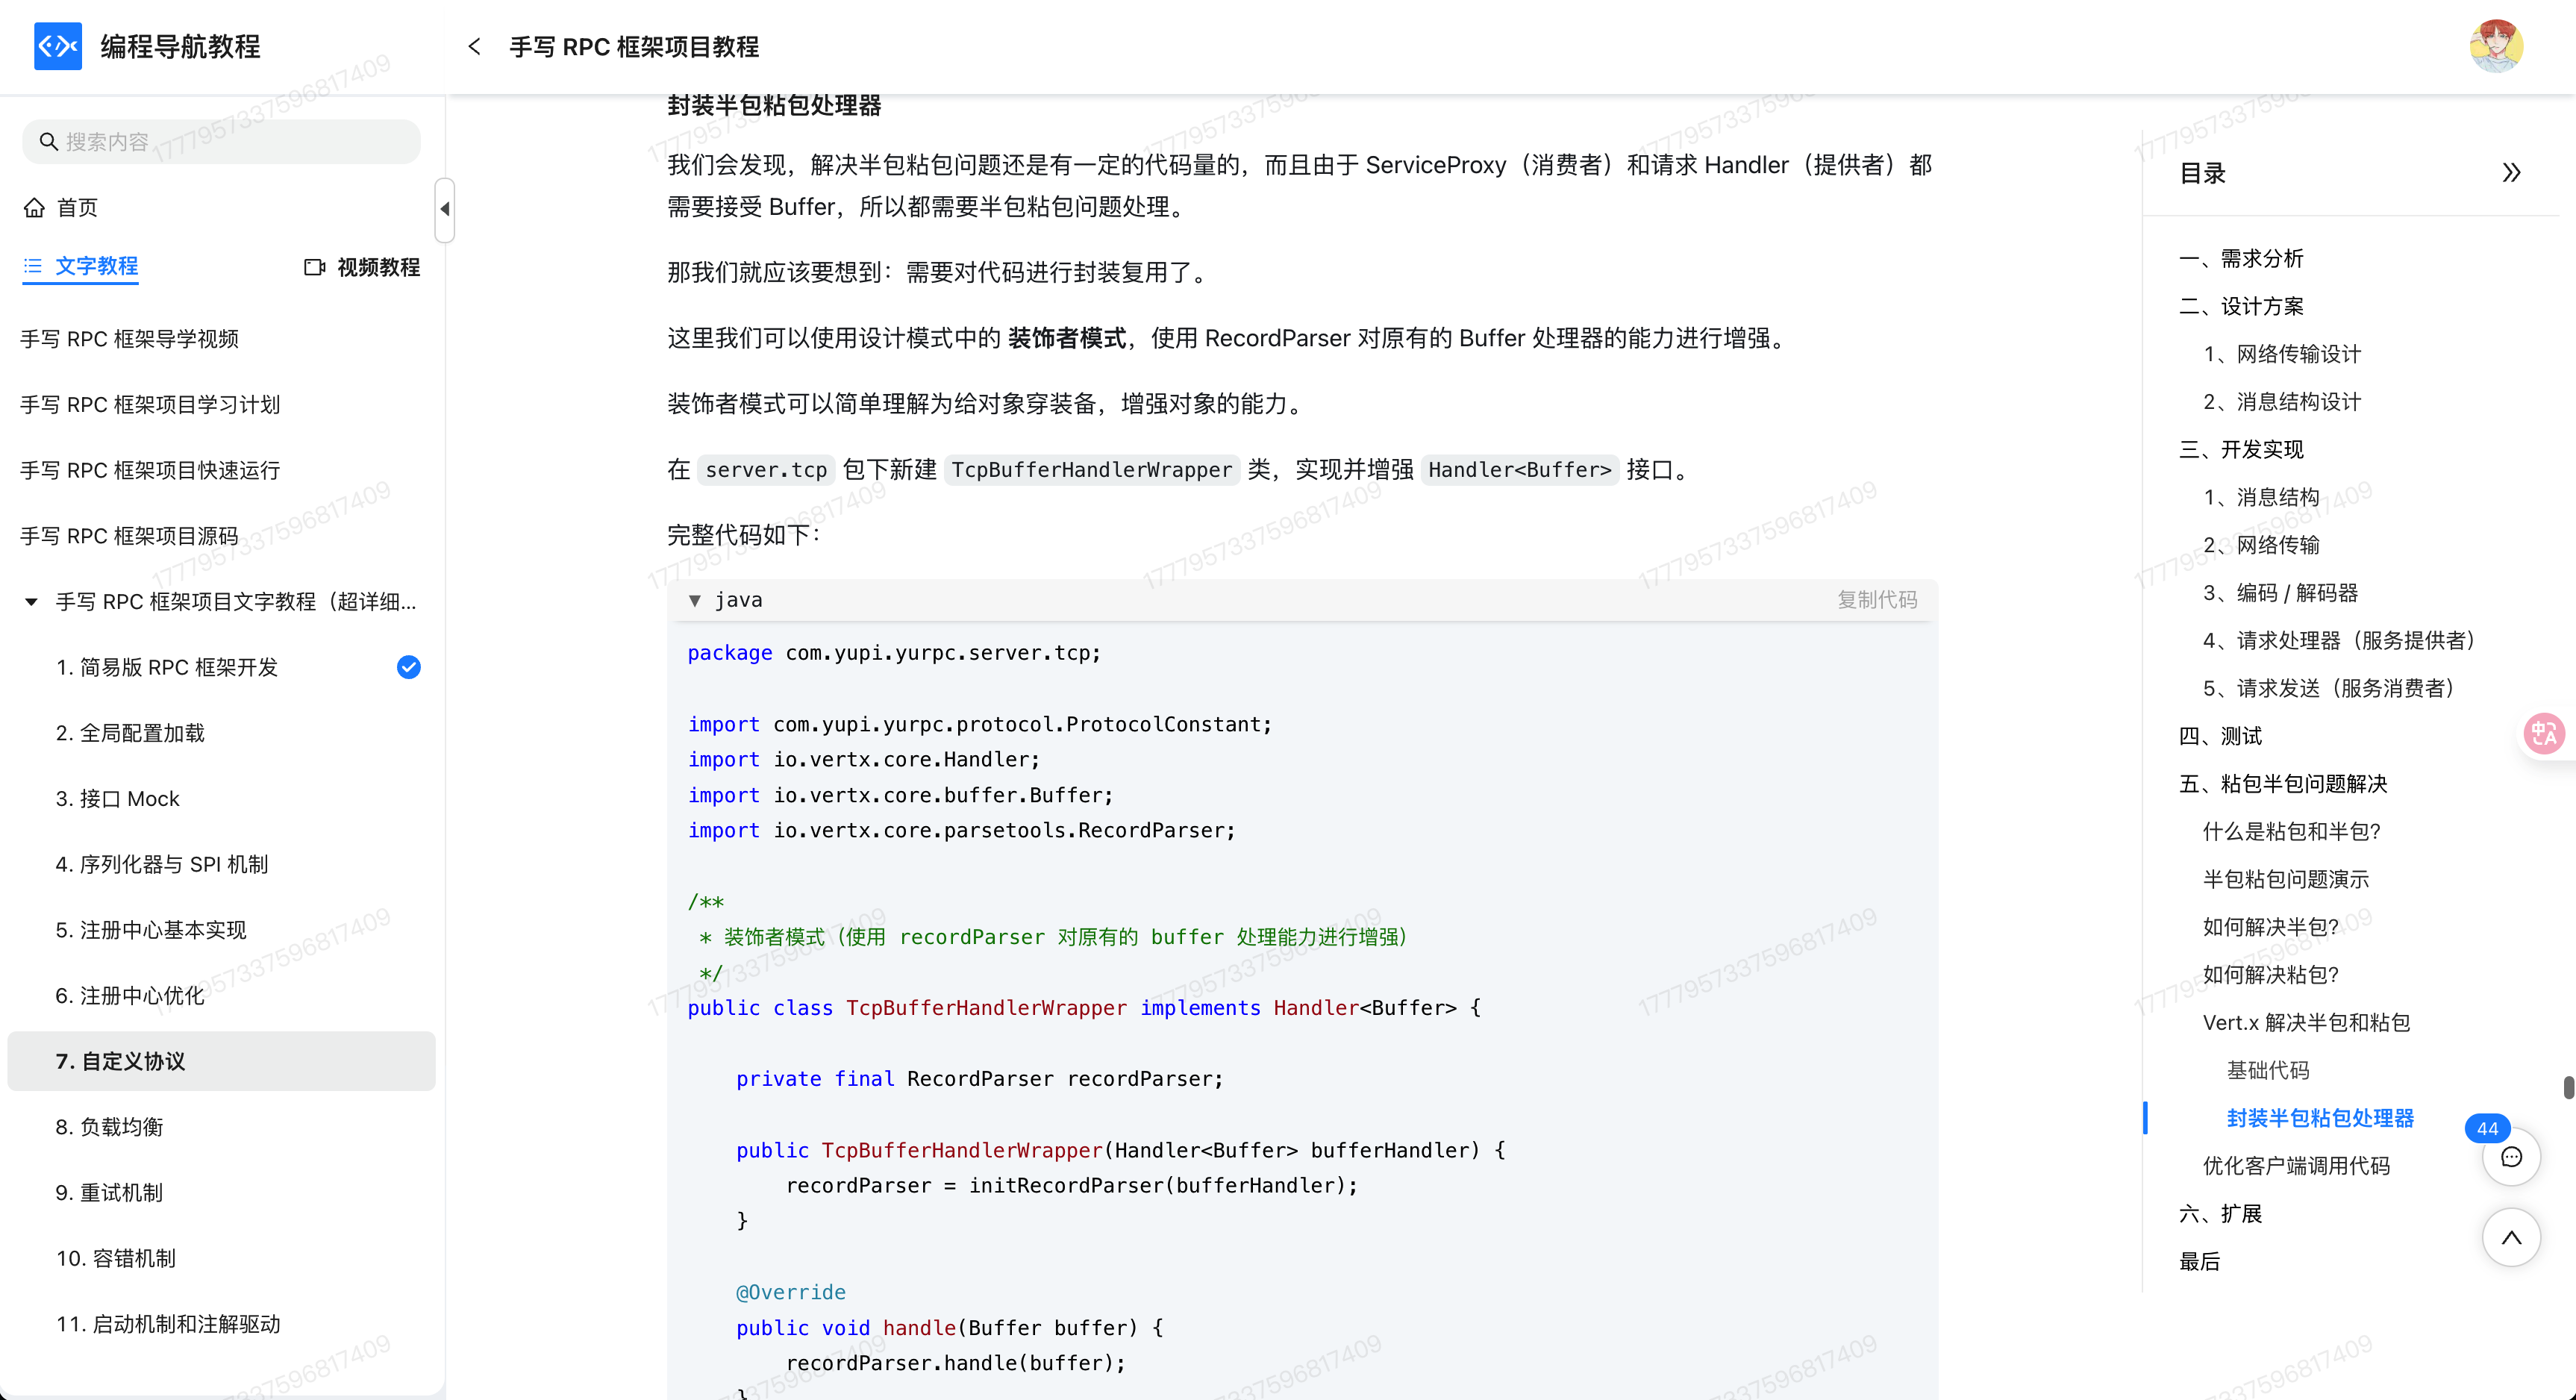 编程导航教程
手写 RPC 框架项目教程
搜索内容
首页
文字教程
视频教程
手写 RPC 框架导学视频
手写 RPC 框架项目学习计划
手写 RPC 框架项目快速运行
手写 RPC 框架项目源码
手写 RPC 框架项目文字教程（超详细...
1. 简易版 RPC 框架开发
2. 全局配置加载
3. 接口 Mock
4. 序列化器与 SPI 机制
5. 注册中心基本实现
6. 注册中心优化
7. 自定义协议
8. 负载均衡
9. 重试机制
10. 容错机制
11. 启动机制和注解驱动
封装半包粘包处理器
我们会发现，解决半包粘包问题还是有一定的代码量的，而且由于 ServiceProxy（消费者）和请求 Handler（提供者）都
需要接受 Buffer，所以都需要半包粘包问题处理。
那我们就应该要想到：需要对代码进行封装复用了。
这里我们可以使用设计模式中的 装饰者模式，使用 RecordParser 对原有的 Buffer 处理器的能力进行增强。
装饰者模式可以简单理解为给对象穿装备，增强对象的能力。
在 server.tcp 包下新建 TcpBufferHandlerWrapper 类，实现并增强 Handler<Buffer> 接口。
完整代码如下：
java
复制代码
package com.yupi.yurpc.server.tcp;
import com.yupi.yurpc.protocol.ProtocolConstant;
import io.vertx.core.Handler;
import io.vertx.core.buffer.Buffer;
import io.vertx.core.parsetools.RecordParser;
/**
 * 装饰者模式（使用 recordParser 对原有的 buffer 处理能力进行增强）
 */
public class TcpBufferHandlerWrapper implements Handler<Buffer> {
    private final RecordParser recordParser;
    public TcpBufferHandlerWrapper(Handler<Buffer> bufferHandler) {
        recordParser = initRecordParser(bufferHandler);
    }
    @Override
    public void handle(Buffer buffer) {
        recordParser.handle(buffer);
    }
目录
一、需求分析
二、设计方案
1、网络传输设计
2、消息结构设计
三、开发实现
1、消息结构
2、网络传输
3、编码 / 解码器
4、请求处理器（服务提供者）
5、请求发送（服务消费者）
四、测试
五、粘包半包问题解决
什么是粘包和半包？
半包粘包问题演示
如何解决半包？
如何解决粘包？
Vert.x 解决半包和粘包
基础代码
封装半包粘包处理器
优化客户端调用代码
六、扩展
最后
44
中A
1777957337596817409